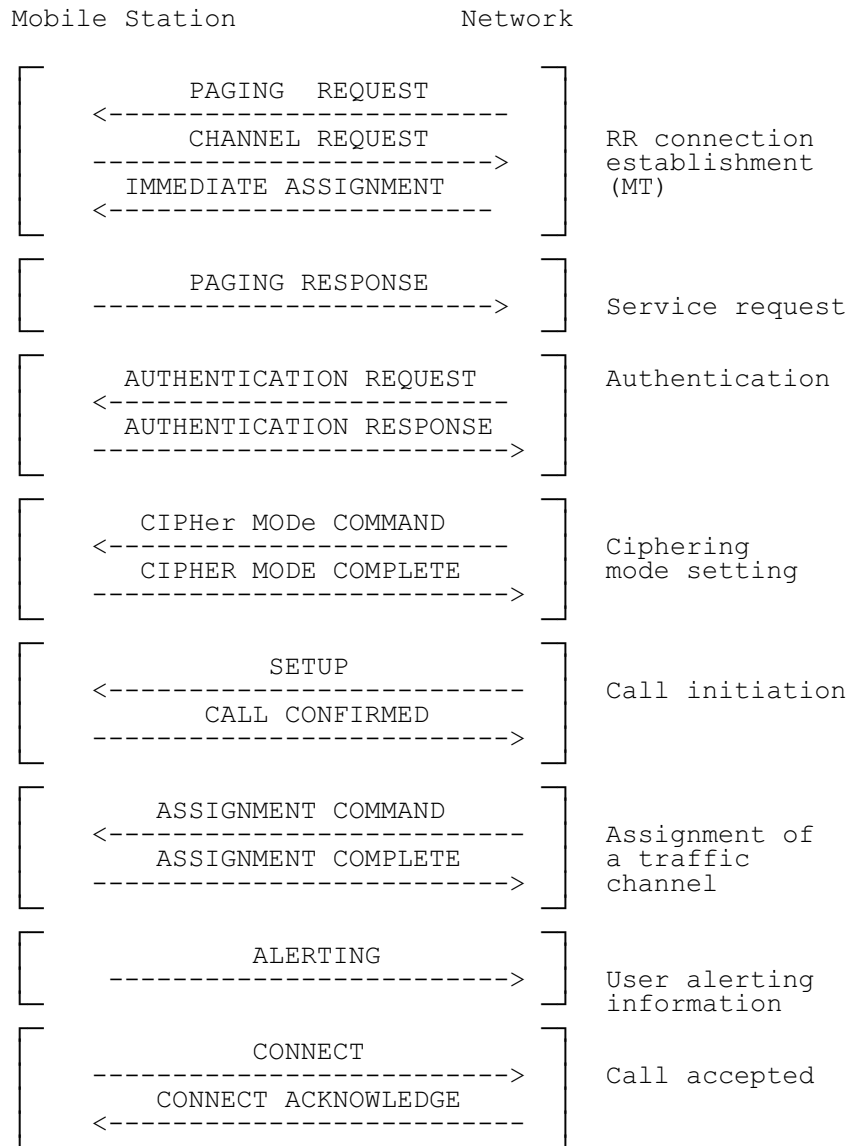 Mobile Station Network
PAGING REQUEST
<-------------------------
CHANNEL REQUEST RR connection
-------------------------> establishment
IMMEDIATE ASSIGNMENT (MT)
<------------------------
PAGING RESPONSE
-------------------------> Service request
AUTHENTICATION REQUEST Authentication
<-------------------------
AUTHENTICATION RESPONSE
-------------------------->
CIPHer MODe COMMAND
<------------------------- Ciphering
CIPHER MODE COMPLETE mode setting
-------------------------->
SETUP
<-------------------------- Call initiation
CALL CONFIRMED
-------------------------->
ASSIGNMENT COMMAND
<-------------------------- Assignment of
ASSIGNMENT COMPLETE a traffic
--------------------------> channel
ALERTING
-------------------------> User alerting
information
CONNECT
--------------------------> Call accepted
CONNECT ACKNOWLEDGE
<--------------------------